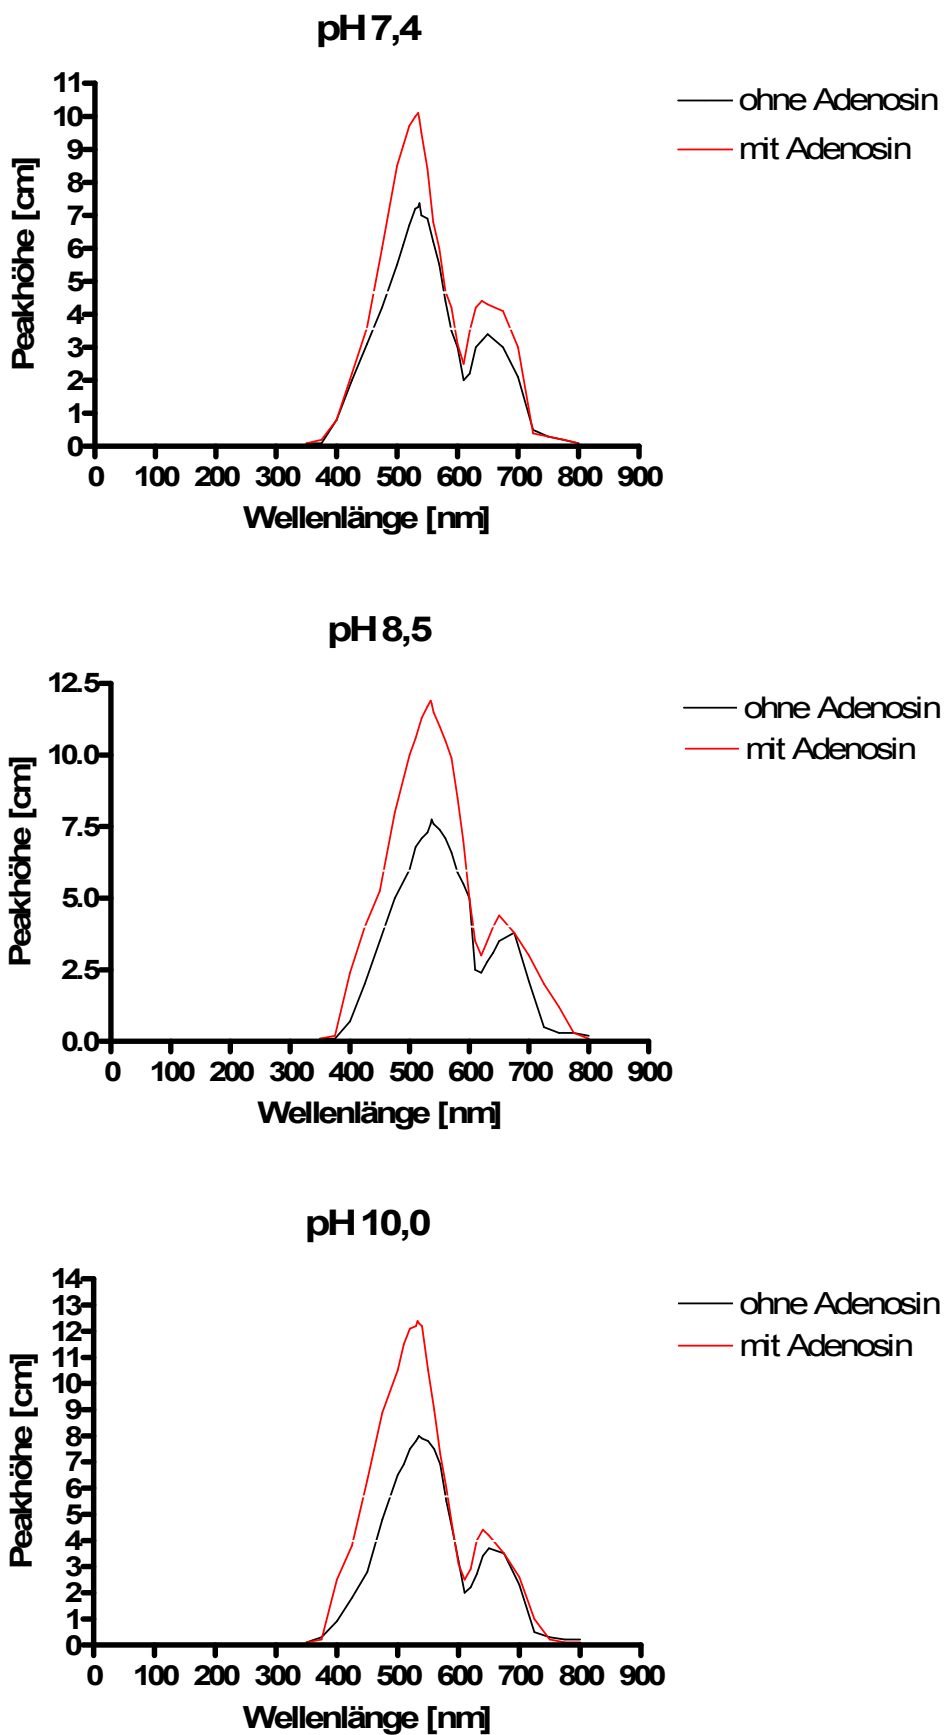 pH 7,4
ohne Adenosin
mit Adenosin
Peakhöhe [cm]
11
10
9
8
7
6
5
4
3
2
1
0
0 100 200 300 400 500 600 700 800 900
Wellenlänge [nm]
pH 8,5
ohne Adenosin
mit Adenosin
Peakhöhe [cm]
12.5
10.0
7.5
5.0
2.5
0.0
0 100 200 300 400 500 600 700 800 900
Wellenlänge [nm]
pH 10,0
ohne Adenosin
mit Adenosin
Peakhöhe [cm]
14
13
12
11
10
9
8
7
6
5
4
3
2
1
0
0 100 200 300 400 500 600 700 800 900
Wellenlänge [nm]